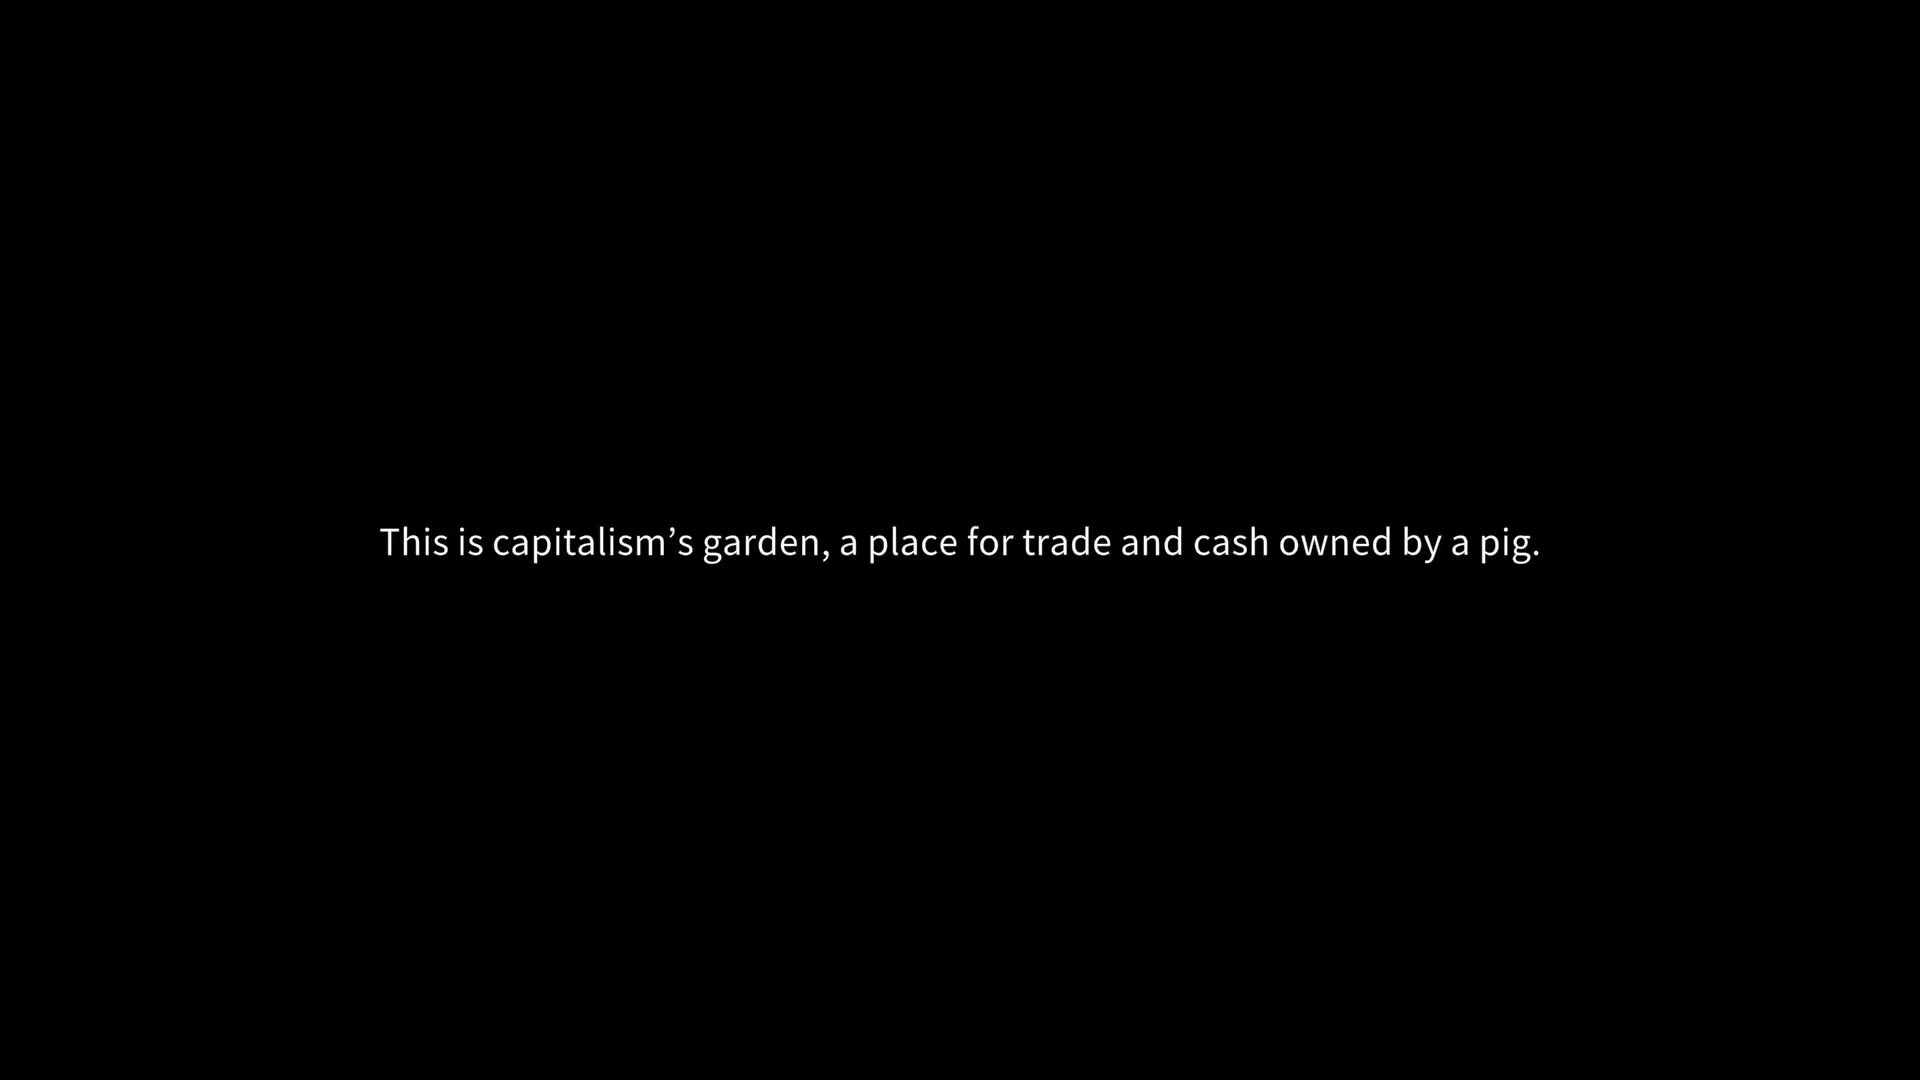 This is capitalism’s garden, a place for trade and cash owned by a pig.